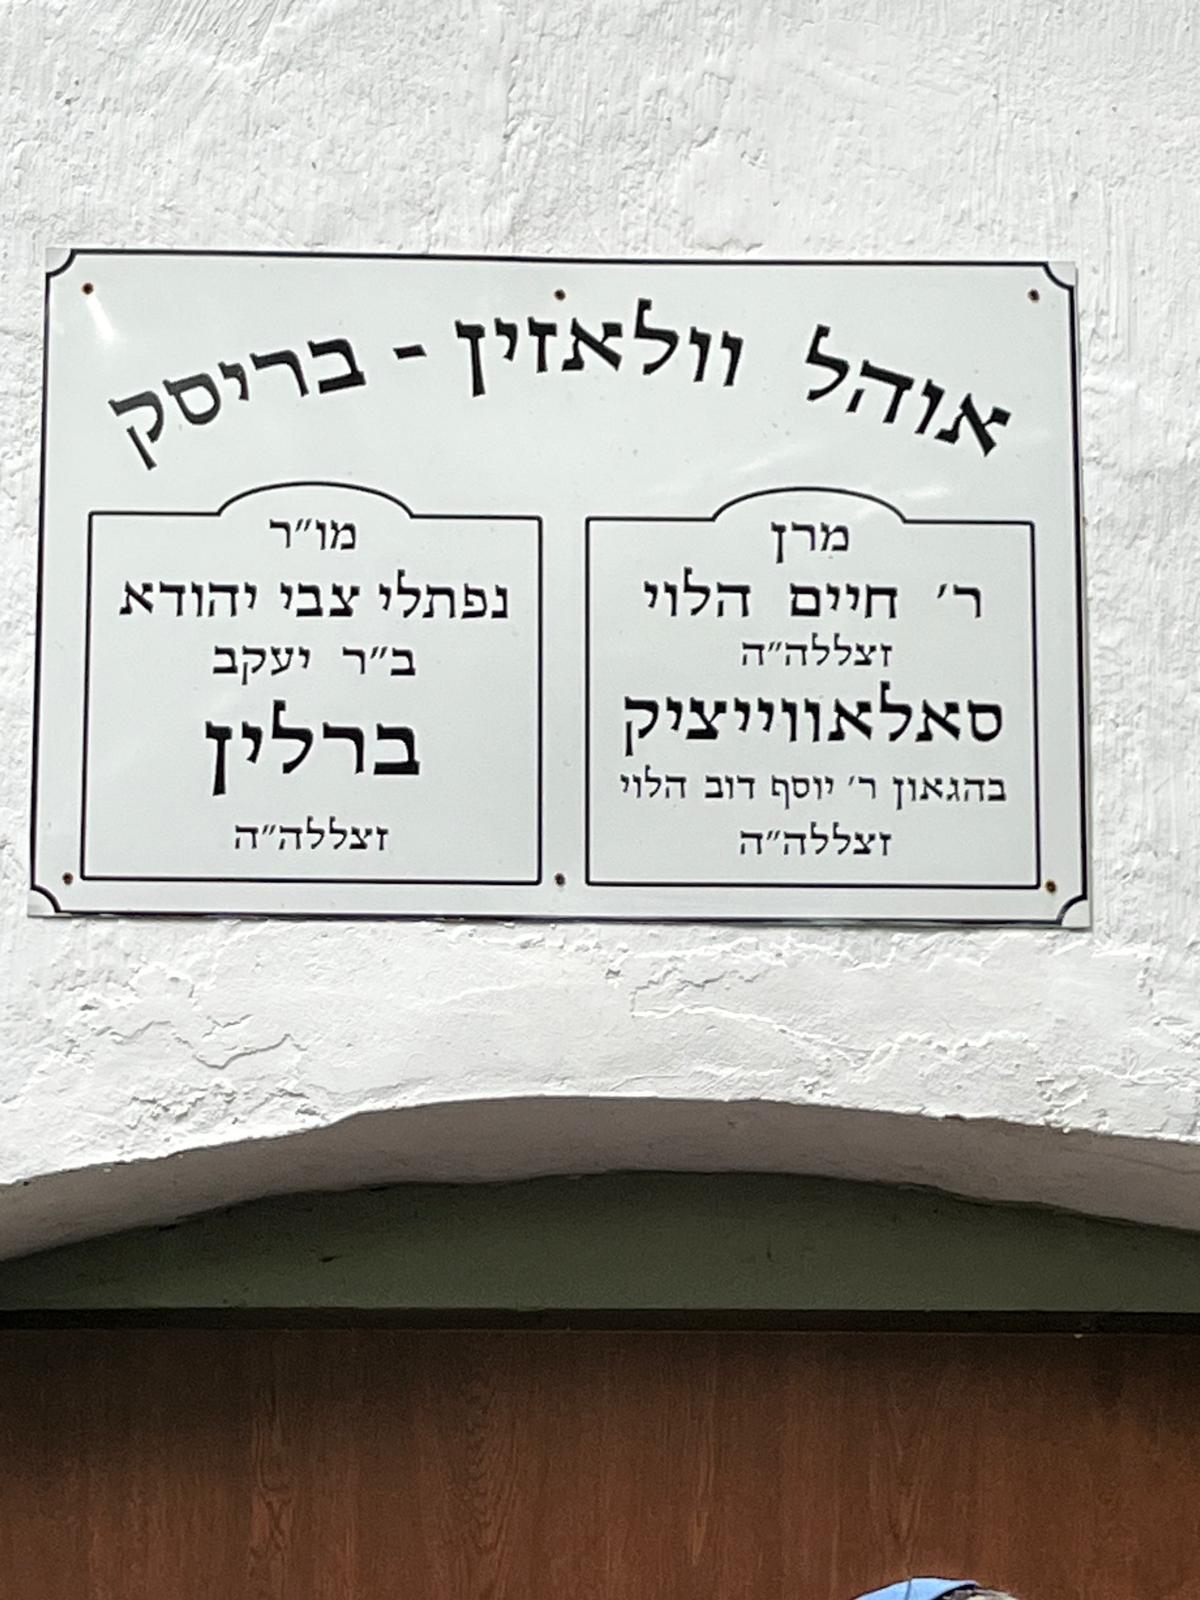 אוהל וולאזין - בריסק
מרן
ר׳ חיים הלוי
זצללה״ה
סאלאווייציק
בהגאון ר׳ יוסף דוב הלוי
זצללה״ה
מו״ר
נפתלי צבי יהודא
ב״ר יעקב
ברלין
זצללה״ה